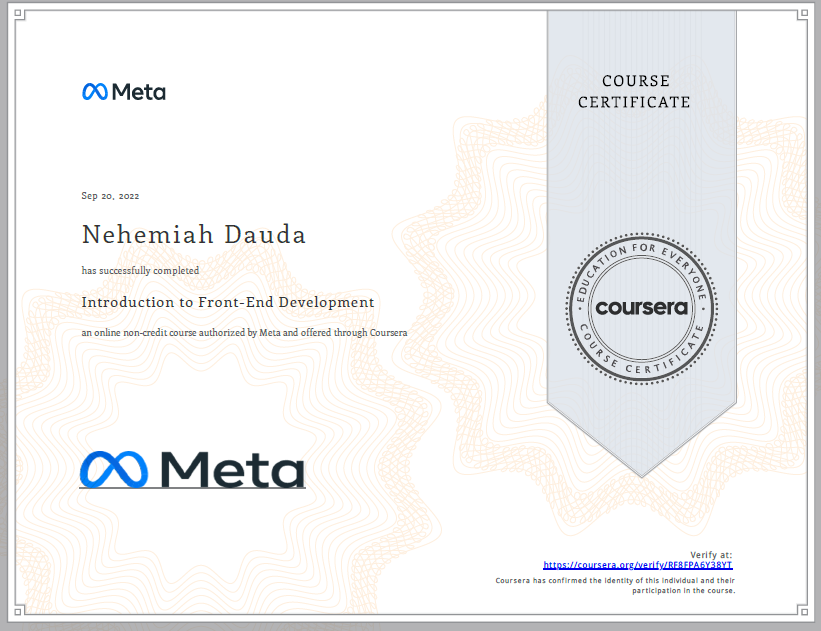 Meta
COURSE
CERTIFICATE
Sep 20, 2022
Nehemiah Dauda
has successfully completed
Introduction to Front-End Development
an online non-credit course authorized by Meta and offered through Coursera
EDUCATION FOR EVERYONE
coursera
COURSE CERTIFICATE
Meta
Verify at:
https://coursera.org/verify/RF8FPA6Y38YT
Coursera has confirmed the identity of this individual and their
participation in the course.